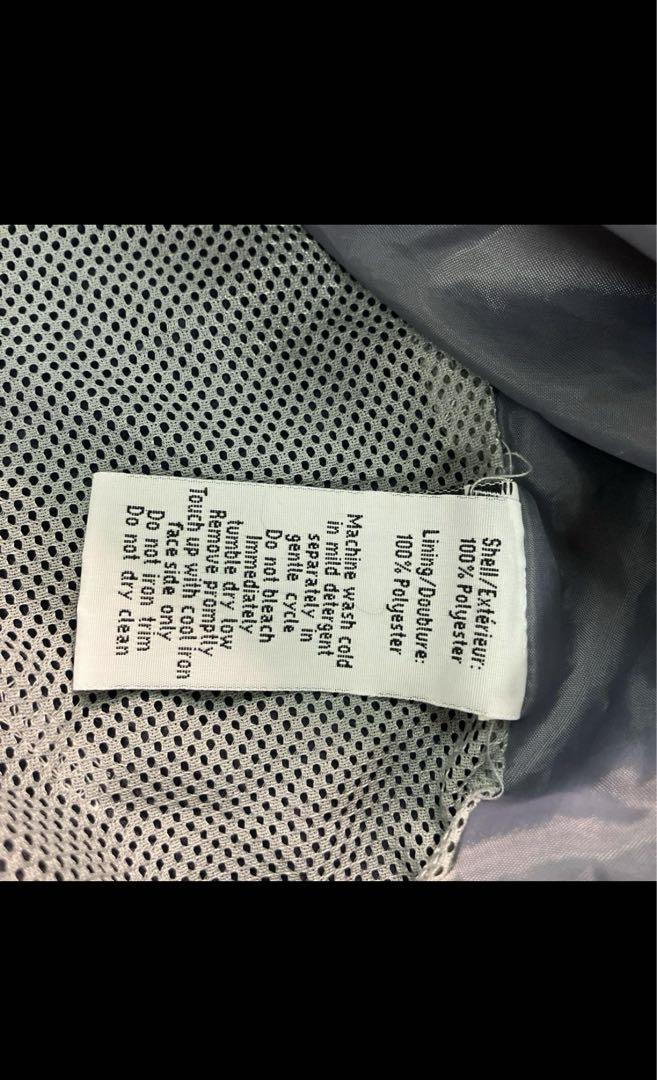 Shell/Extérieur:
100% Polyester
Lining/Doublure:
100% Polyester
Machine wash cold
in mild detergent
separately in
gentle cycle
Do not bleach
Immediately
tumble dry low
Remove promptly
Touch up with cool iron
face side only
Do not iron trim
Do not dry clean